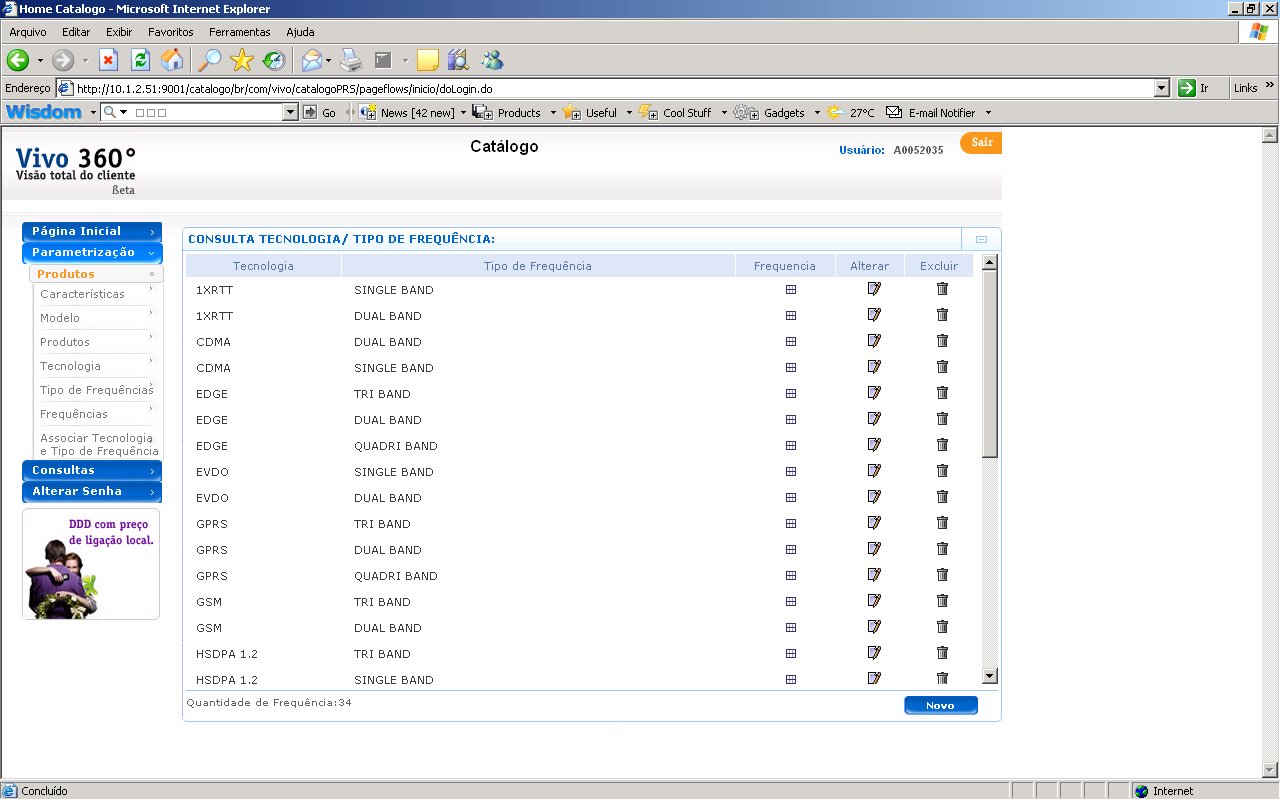 Home Catalogo - Microsoft Internet Explorer
Arquivo Editar Exibir Favoritos Ferramentas Ajuda
Endereço http://10.1.2.51:9001/catalogo/br/com/vivo/catalogoPRS/pageflows/inicio/doLogin.do Ir Links »
Wisdom Go News [42 new] Products Useful Cool Stuff Gadgets 27°C E-mail Notifier
Vivo 360°
Visão total do cliente
ßeta
Catálogo
Usuário: A0052035
Sair
Página Inicial
Parametrização
Produtos
Características
Modelo
Produtos
Tecnologia
Tipo de Frequências
Frequências
Associar Tecnologia
e Tipo de Frequência
Consultas
Alterar Senha
DDD com preço
de ligação local.
CONSULTA TECNOLOGIA/ TIPO DE FREQUÊNCIA:
Tecnologia Tipo de Frequência Frequencia Alterar Excluir
1XRTT SINGLE BAND
1XRTT DUAL BAND
CDMA DUAL BAND
CDMA SINGLE BAND
EDGE TRI BAND
EDGE DUAL BAND
EDGE QUADRI BAND
EVDO SINGLE BAND
EVDO DUAL BAND
GPRS TRI BAND
GPRS DUAL BAND
GPRS QUADRI BAND
GSM TRI BAND
GSM DUAL BAND
HSDPA 1.2 TRI BAND
HSDPA 1.2 SINGLE BAND
Quantidade de Frequência:34
Novo
Concluído Internet